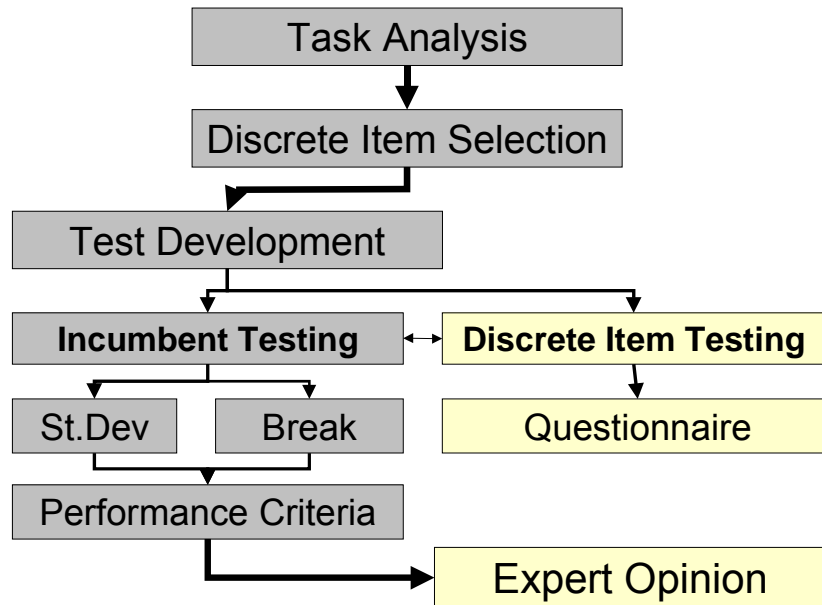 Task Analysis
Discrete Item Selection
Test Development
Incumbent Testing
Discrete Item Testing
St.Dev
Break
Questionnaire
Performance Criteria
Expert Opinion